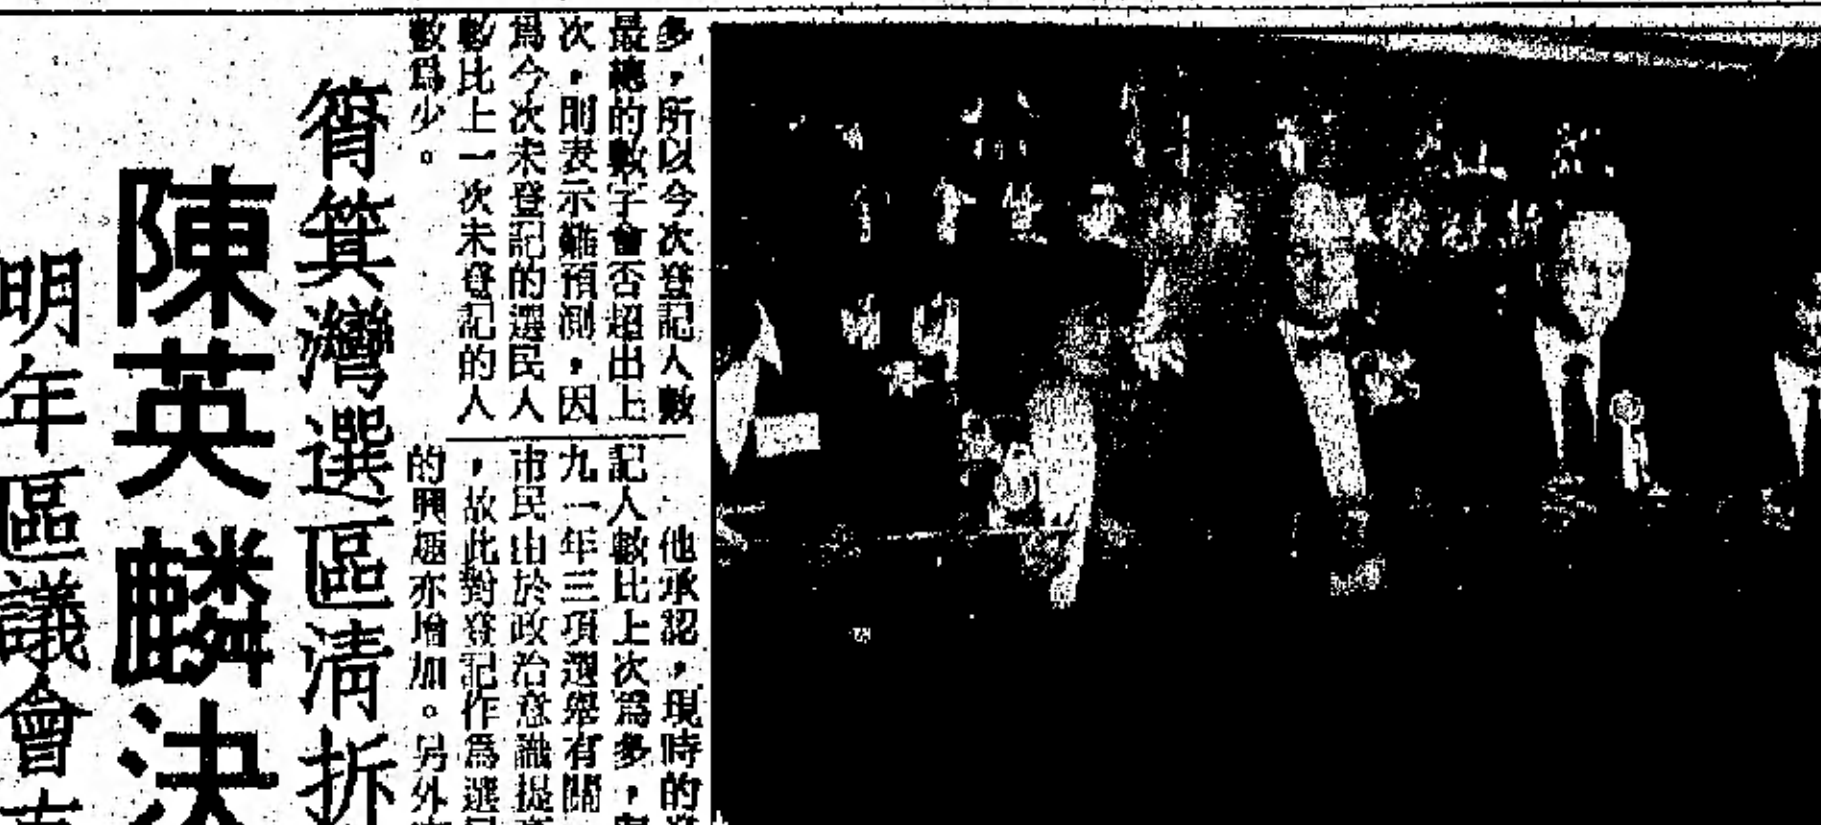 多，所以今次登記人數
最總的數字會否超出上
次，則表示難預測，因
為今次未登記的選民人
數比上一次未登記的人
數為少。
他承認，現時的
記人數比上次為多，
九一年三項選舉有關
市民由於政治意識提
，故此對登記作為選
的興趣亦增加。另外
筲箕灣選區清拆
陳英麟決
明年區議會